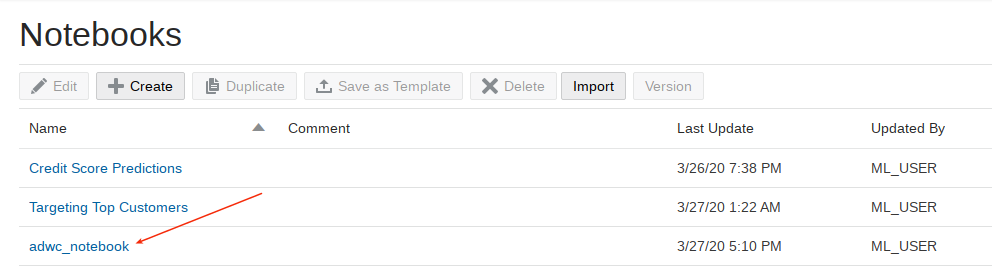 Notebooks
Edit Create Duplicate Save as Template Delete Import Version
Name Comment Last Update Updated By
Credit Score Predictions 3/26/20 7:38 PM ML_USER
Targeting Top Customers 3/27/20 1:22 AM ML_USER
adwc_notebook 3/27/20 5:10 PM ML_USER